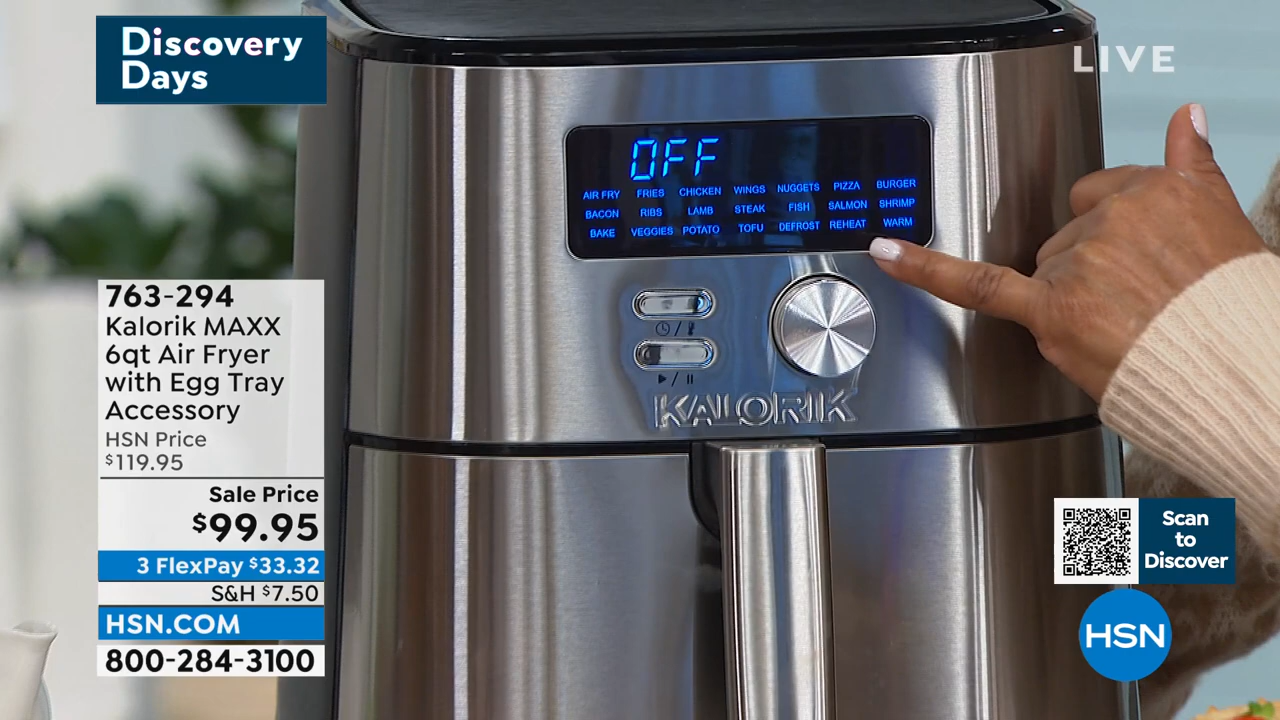 Discovery
Days
LIVE
OFF
AIR FRY FRIES CHICKEN WINGS NUGGETS PIZZA BURGER
BACON RIBS LAMB STEAK FISH SALMON SHRIMP
BAKE VEGGIES POTATO TOFU DEFROST REHEAT WARM
KALORIK
763-294
Kalorik MAXX
6qt Air Fryer
with Egg Tray
Accessory
HSN Price
$119.95
Sale Price
$99.95
3 FlexPay $33.32
S&H $7.50
HSN.COM
800-284-3100
Scan
to
Discover
HSN